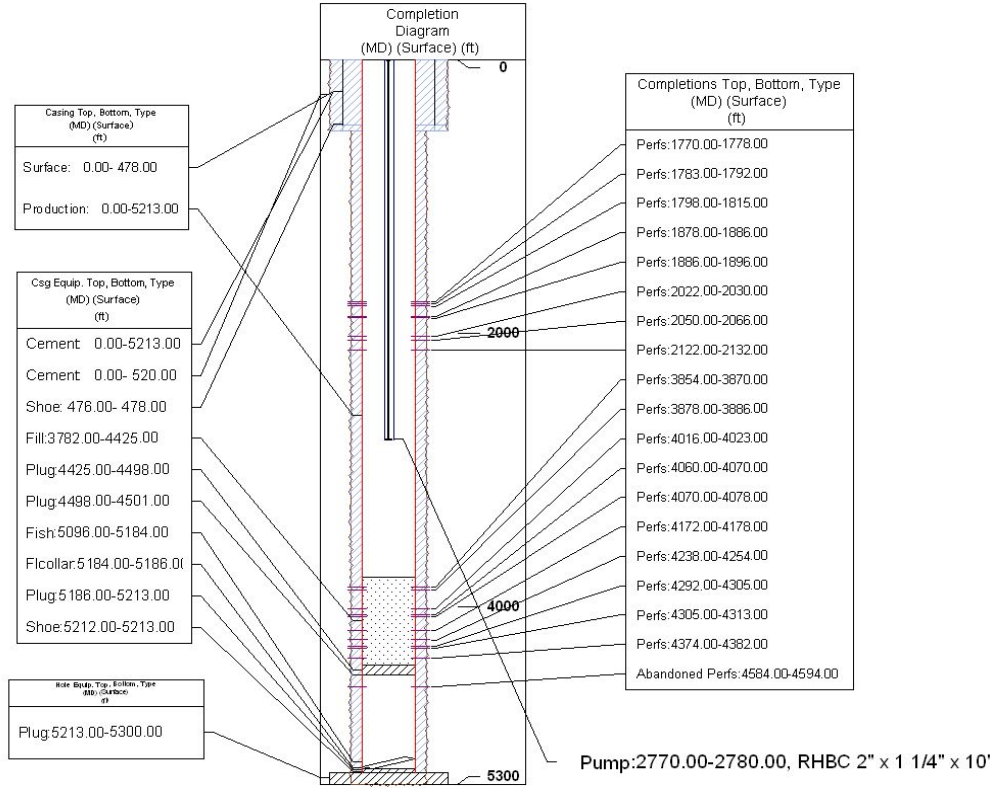 Completion
Diagram
(MD) (Surface) (ft)
0
2000
4000
5300
Casing Top, Bottom, Type
(MD) (Surface)
(ft)
Surface: 0.00- 478.00
Production: 0.00-5213.00
Csg Equip. Top, Bottom, Type
(MD) (Surface)
(ft)
Cement 0.00-5213.00
Cement 0.00- 520.00
Shoe: 476.00- 478.00
Fill:3782.00-4425.00
Plug:4425.00-4498.00
Plug:4498.00-4501.00
Fish:5096.00-5184.00
Flcollar:5184.00-5186.0(
Plug:5186.00-5213.00
Shoe:5212.00-5213.00
Hole Equip. Top, Bottom, Type
(MD) (Surface)
(ft
Plug:5213.00-5300.00
Completions Top, Bottom, Type
(MD) (Surface)
(ft)
Perfs:1770.00-1778.00
Perfs:1783.00-1792.00
Perfs:1798.00-1815.00
Perfs:1878.00-1886.00
Perfs:1886.00-1896.00
Perfs:2022.00-2030.00
Perfs:2050.00-2066.00
Perfs:2122.00-2132.00
Perfs:3854.00-3870.00
Perfs:3878.00-3886.00
Perfs:4016.00-4023.00
Perfs:4060.00-4070.00
Perfs:4070.00-4078.00
Perfs:4172.00-4178.00
Perfs:4238.00-4254.00
Perfs:4292.00-4305.00
Perfs:4305.00-4313.00
Perfs:4374.00-4382.00
Abandoned Perfs:4584.00-4594.00
Pump:2770.00-2780.00, RHBC 2" x 1 1/4" x 10'